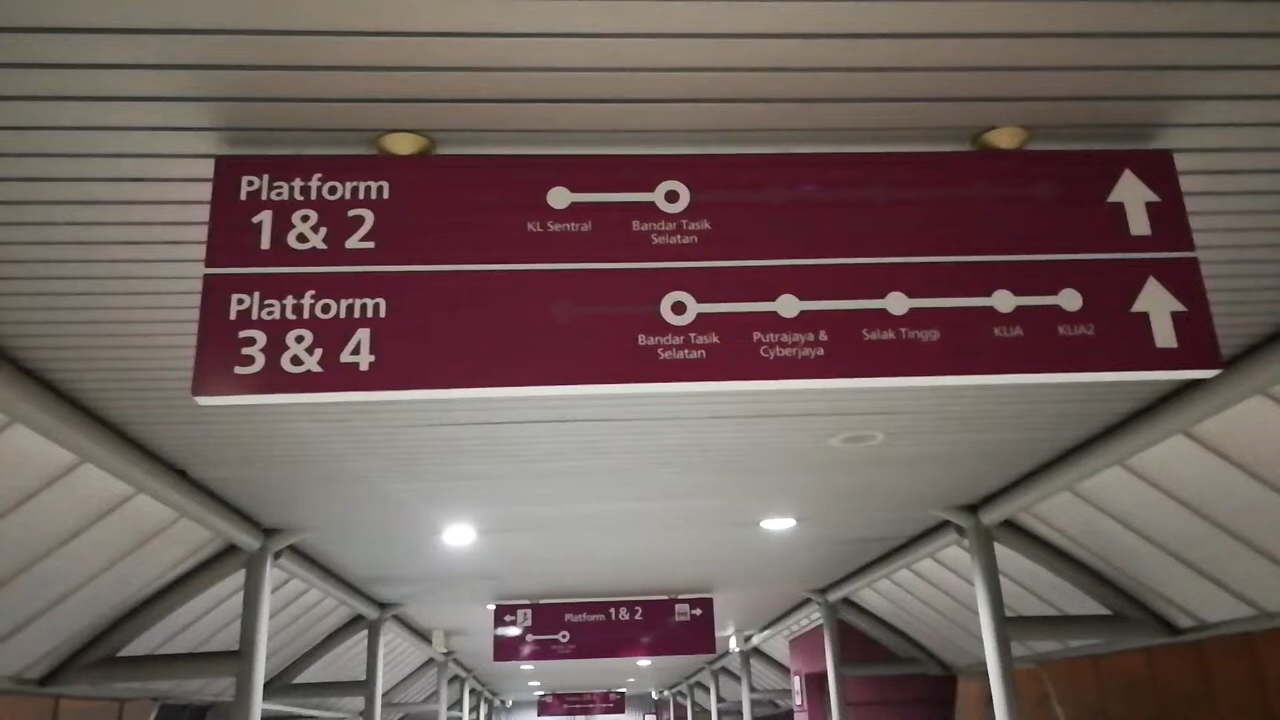 Platform
1 & 2
KL Sentral
Bandar Tasik
Selatan
Platform
3 & 4
Bandar Tasik
Selatan
Putrajaya &
Cyberjaya
Salak Tinggi
KLIA
KLIA2
Platform 1 & 2